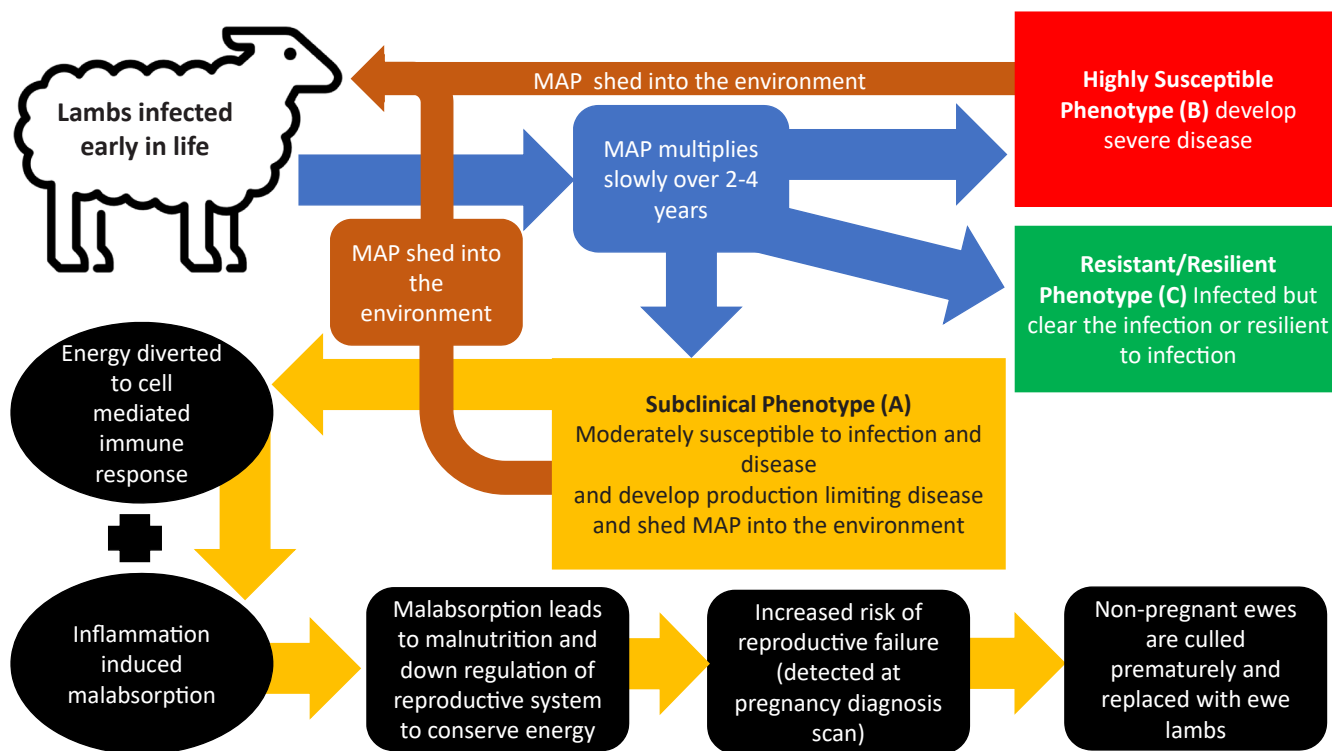 Lambs infected
early in life
MAP shed into the environment
MAP multiplies
slowly over 2-4
years
Highly Susceptible
Phenotype (B) develop
severe disease
Resistant/Resilient
Phenotype (C) Infected but
clear the infection or resilient
to infection
MAP shed into
the
environment
Subclinical Phenotype (A)
Moderately susceptible to infection and
disease
and develop production limiting disease
and shed MAP into the environment
Energy diverted
to cell
mediated
immune
response
Inflammation
induced
malabsorption
Malabsorption leads
to malnutrition and
down regulation of
reproductive system
to conserve energy
Increased risk of
reproductive failure
(detected at
pregnancy diagnosis
scan)
Non-pregnant ewes
are culled
prematurely and
replaced with ewe
lambs